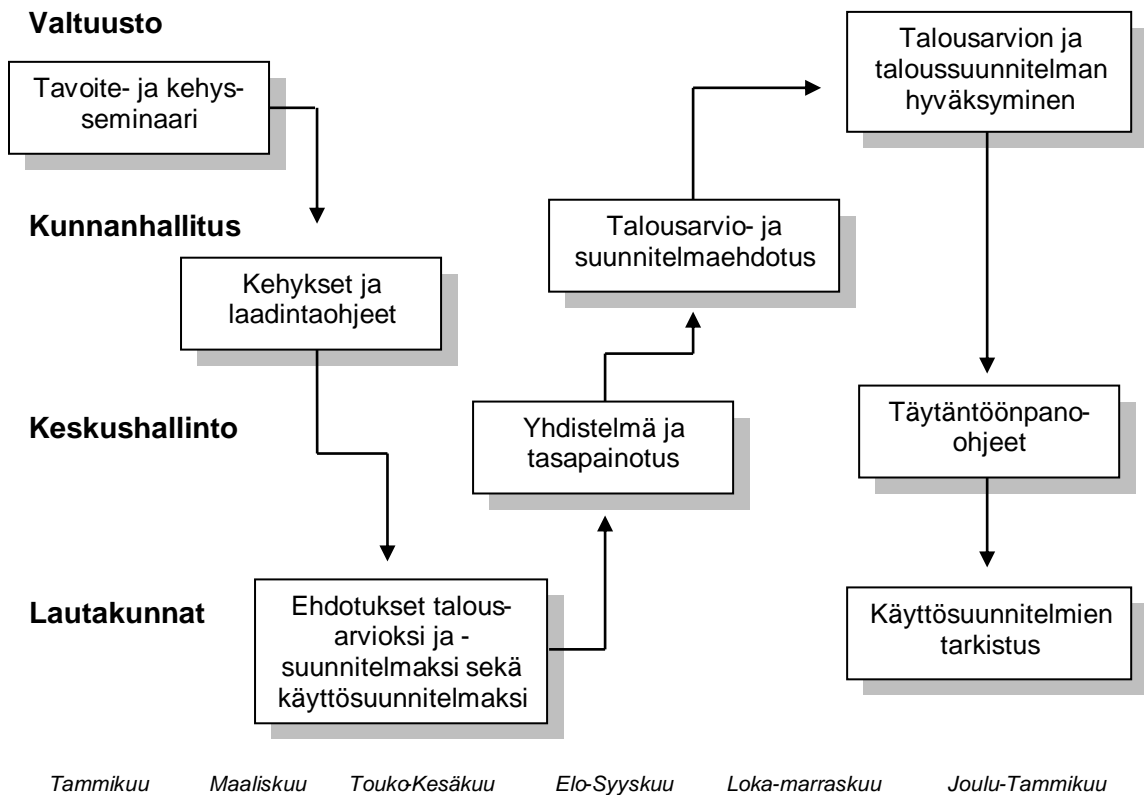 Valtuusto
Tavoite- ja kehys-
seminaari
Talousarvion ja
taloussuunnitelman
hyväksyminen
Kunnanhallitus
Kehykset ja
laadintaohjeet
Talousarvio- ja
suunnitelmaehdotus
Keskushallinto
Yhdistelmä ja
tasapainotus
Täytäntöönpano-
ohjeet
Lautakunnat
Ehdotukset talous-
arvioksi ja -
suunnitelmaksi sekä
käyttösuunnitelmaksi
Käyttösuunnitelmien
tarkistus
Tammikuu Maaliskuu Touko-Kesäkuu Elo-Syyskuu Loka-marraskuu Joulu-Tammikuu